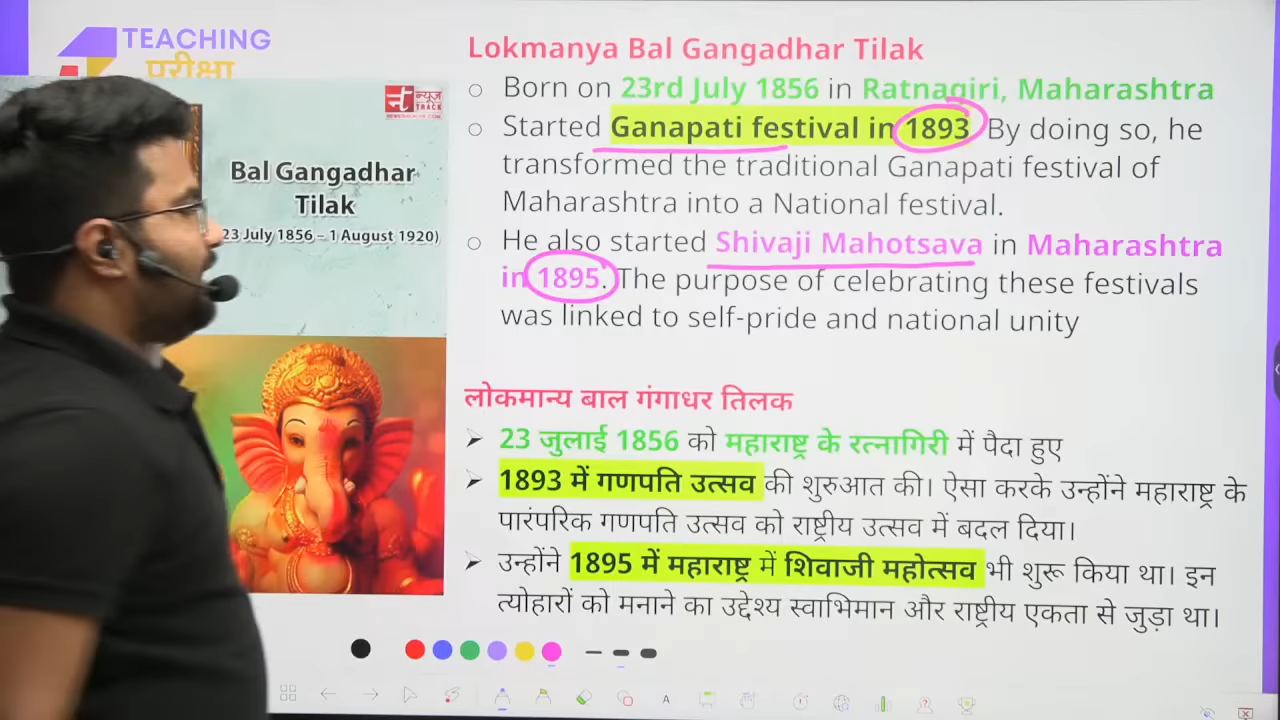 TEACHING
परीक्षा
न्यूज़
TRACK
Bal Gangadhar
Tilak
23 July 1856 – 1 August 1920)
Lokmanya Bal Gangadhar Tilak
Born on 23rd July 1856 in Ratnagiri, Maharashtra
Started Ganapati festival in 1893 By doing so, he
transformed the traditional Ganapati festival of
Maharashtra into a National festival.
He also started Shivaji Mahotsava in Maharashtra
in 1895. The purpose of celebrating these festivals
was linked to self-pride and national unity
लोकमान्य बाल गंगाधर तिलक
23 जुलाई 1856 को महाराष्ट्र के रत्नागिरी में पैदा हुए
1893 में गणपति उत्सव की शुरुआत की। ऐसा करके उन्होंने महाराष्ट्र के
पारंपरिक गणपति उत्सव को राष्ट्रीय उत्सव में बदल दिया।
उन्होंने 1895 में महाराष्ट्र में शिवाजी महोत्सव भी शुरू किया था। इन
त्योहारों को मनाने का उद्देश्य स्वाभिमान और राष्ट्रीय एकता से जुड़ा था।
A